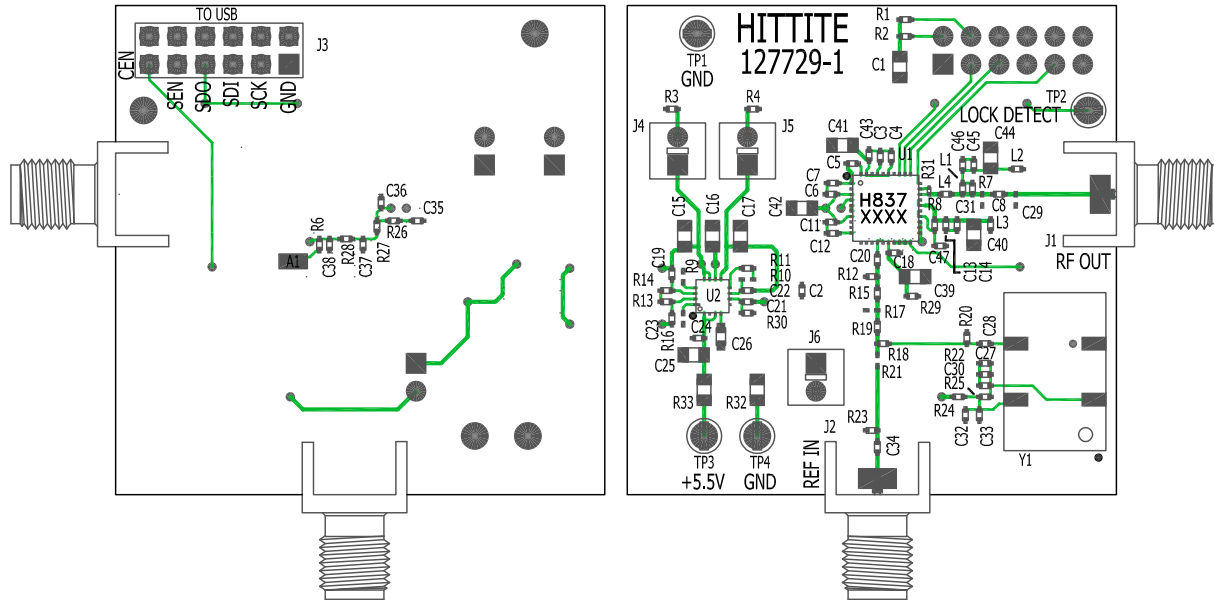 TO USB
J3
CEN
SEN
SDO
SDI
SCK
GND
C36
C35
R26
R6
R28
R27
C38
C37
A1
HITTITE
127729-1
TP1
GND
R1
R2
C1
TP2
LOCK DETECT
R3
R4
J4
J5
C41
C43
C3
C4
U1
C5
C7
C6
C42
C11
C12
H837
XXXX
R31
L1
C46
C45
C44
L2
L4
R7
R8
C31
C8
C29
L3
C40
C47
C13
C14
J1
RF OUT
C15
C16
C17
C19
R9
R11
R10
R14
R13
U2
C22
C21
R30
C23
R16
C24
C25
C26
C2
C20
C18
R12
C39
R15
R29
R17
R19
R18
R21
R20
C28
R22
C27
C30
R25
R24
C32
C33
Y1
J6
R33
R32
R23
J2
C34
TP3
+5.5V
TP4
GND
REF IN